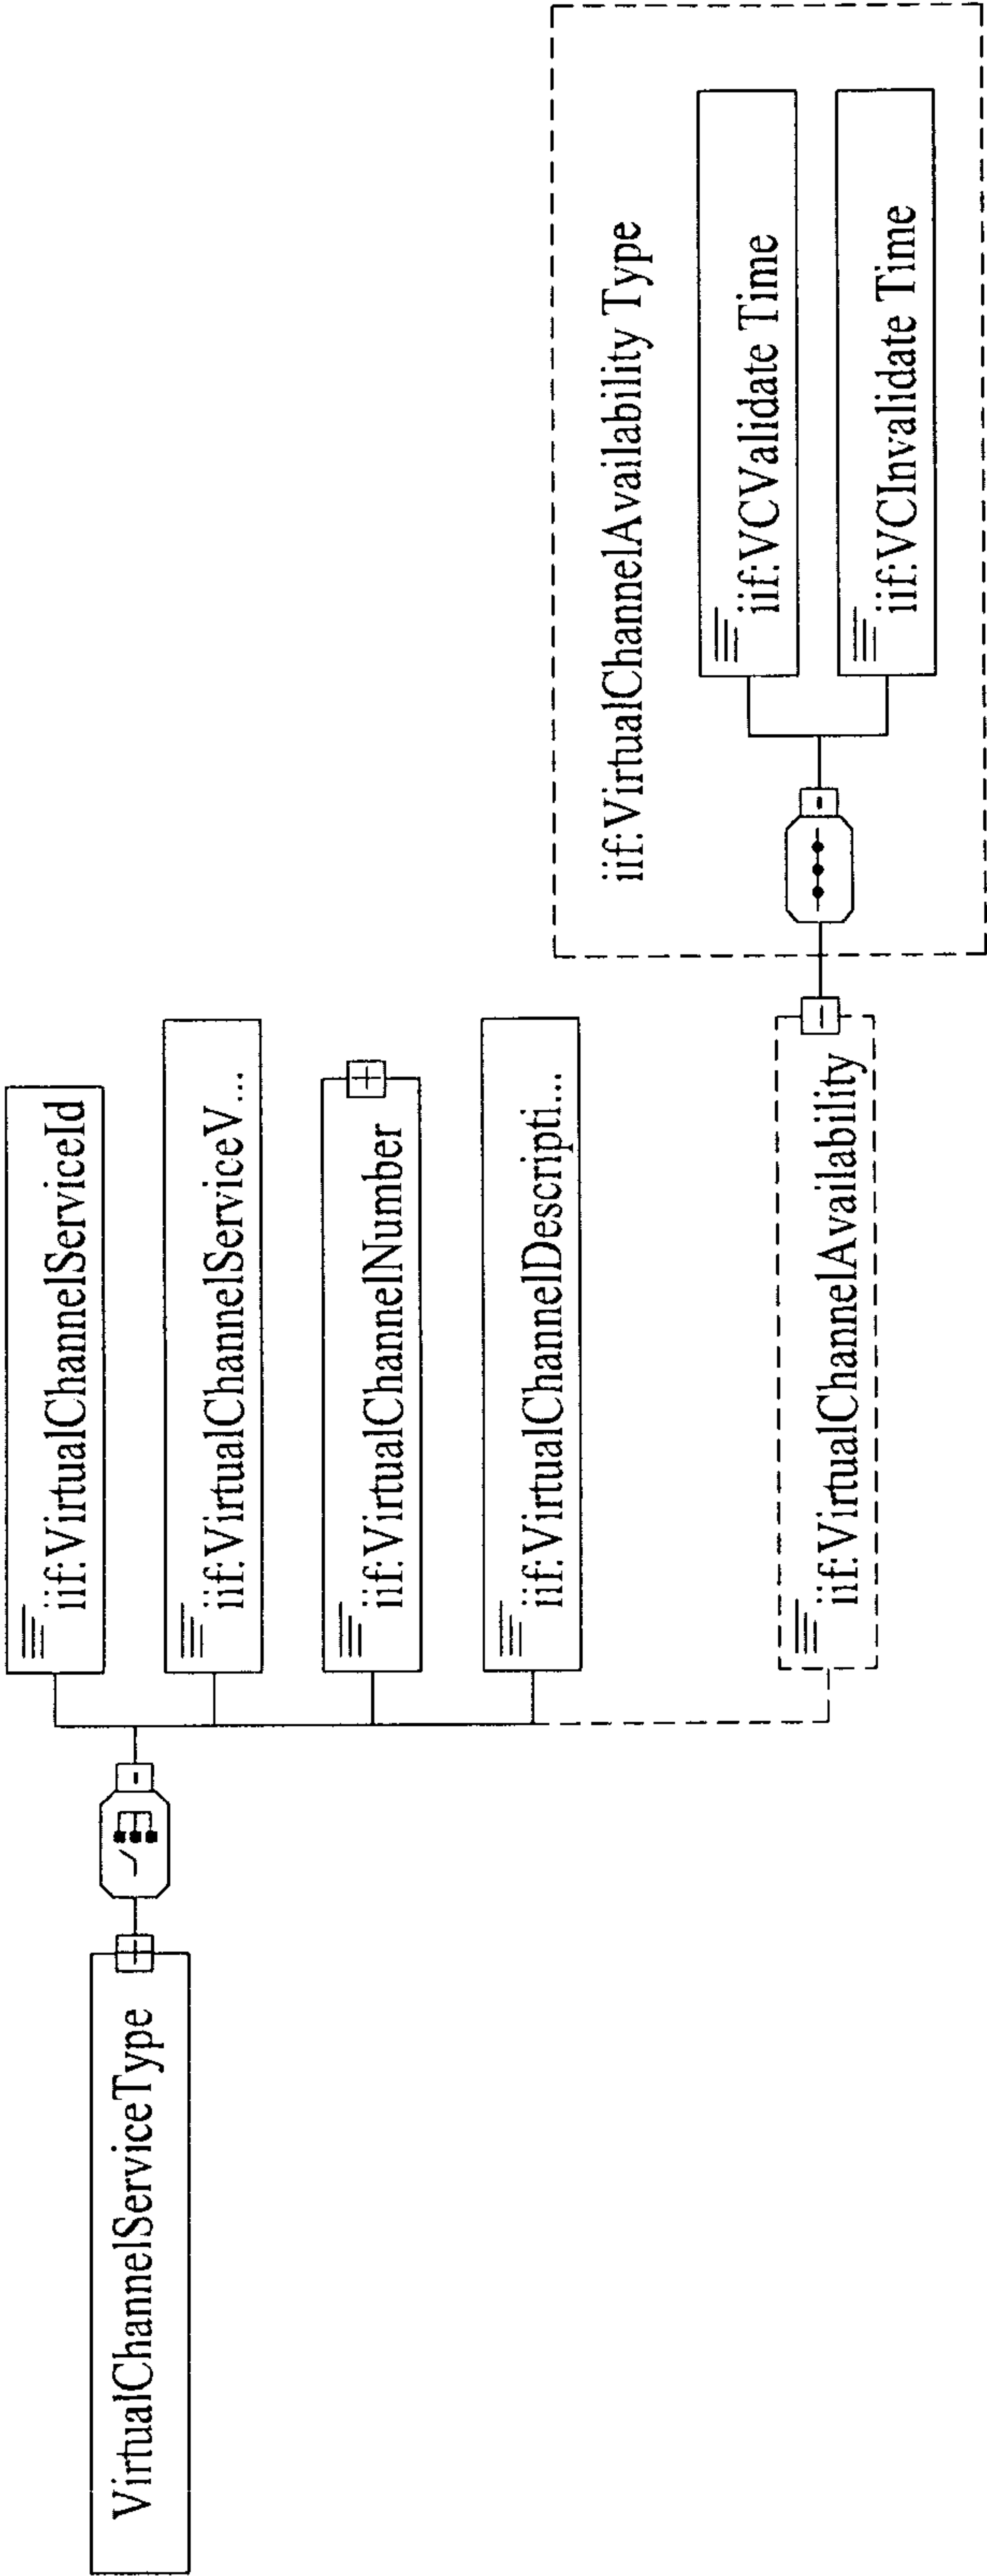 VirtualChannelServiceType
iif:VirtualChannelServiceId
iif:VirtualChannelServiceV...
iif:VirtualChannelNumber
iif:VirtualChannelDescripti...
iif:VirtualChannelAvailability
iif:VirtualChannelAvailability Type
iif:VCValidate Time
iif:VCInvalidate Time